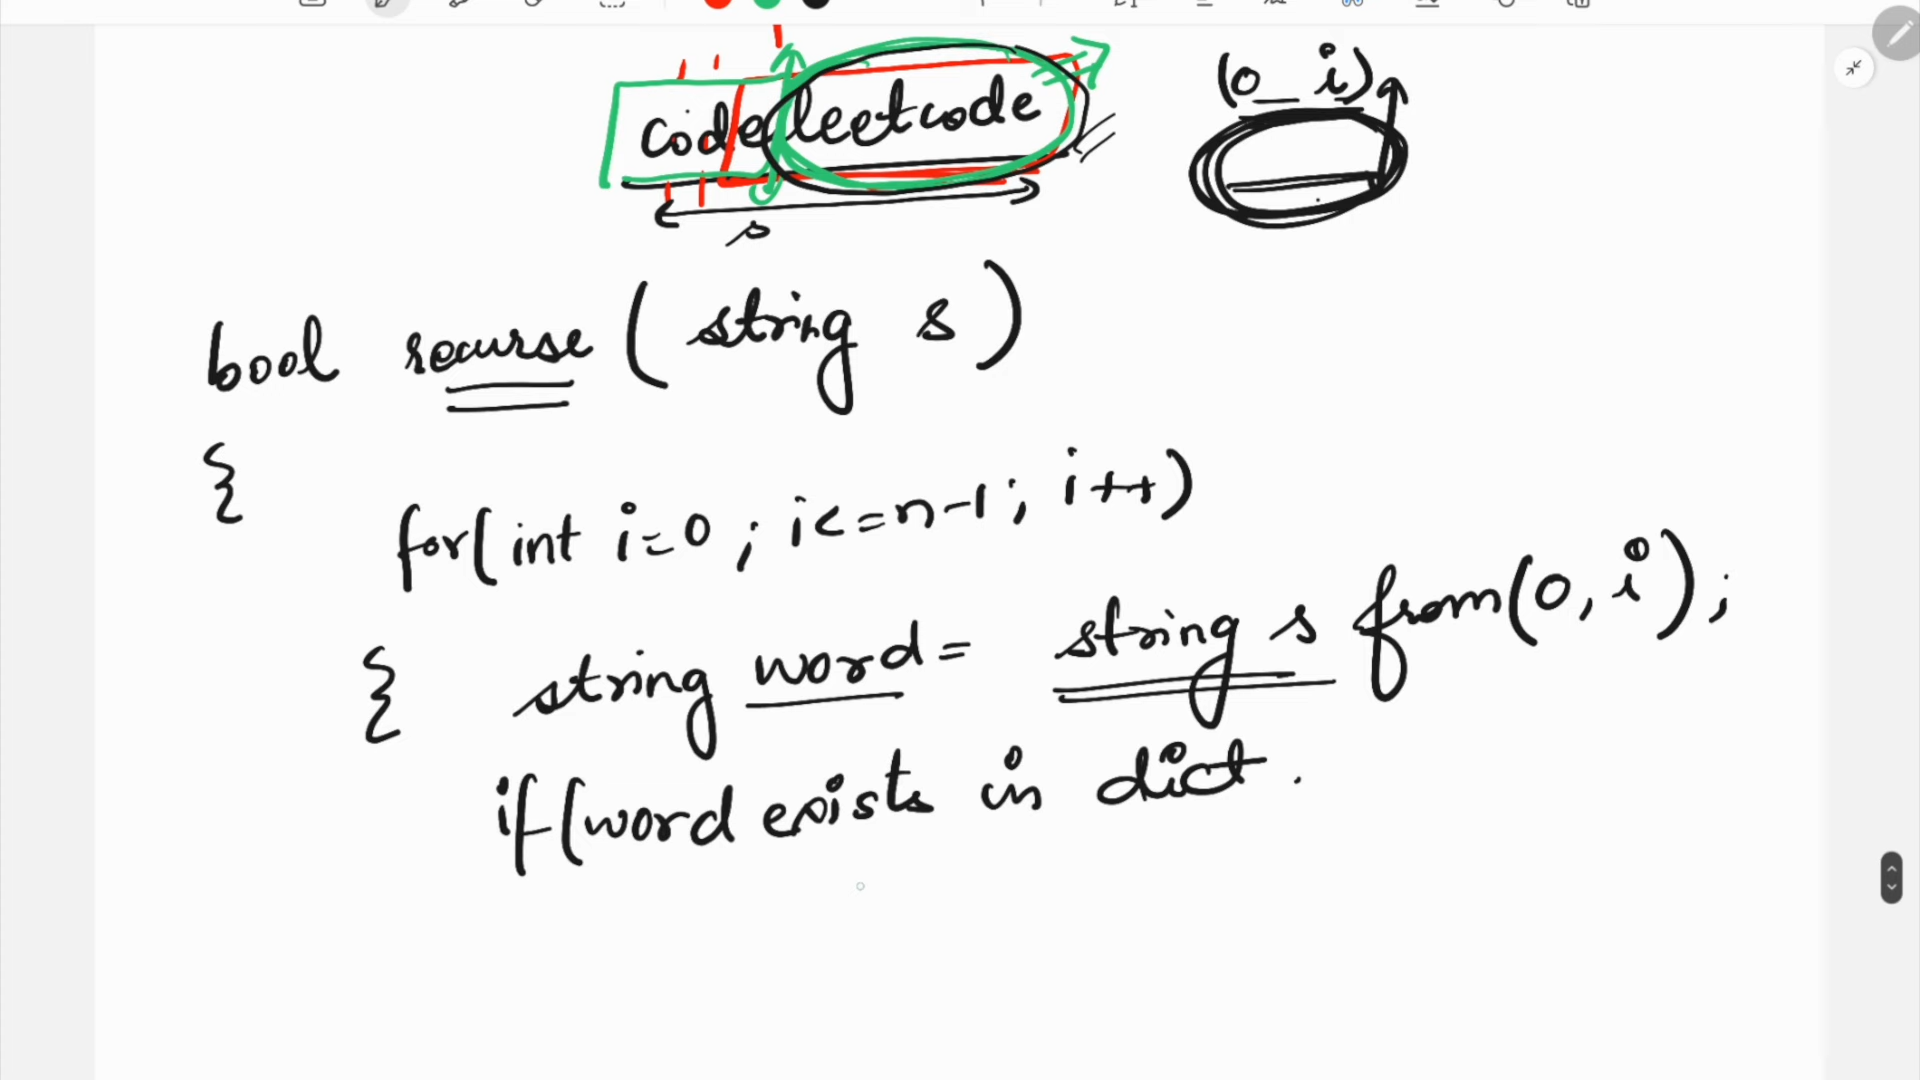 codeleetcode
(0_i)
s
bool recurse (string s)
{
for(int i=0; i<=n-1; i++)
{ string word= string s from(0, i);
if(word exists in dict.